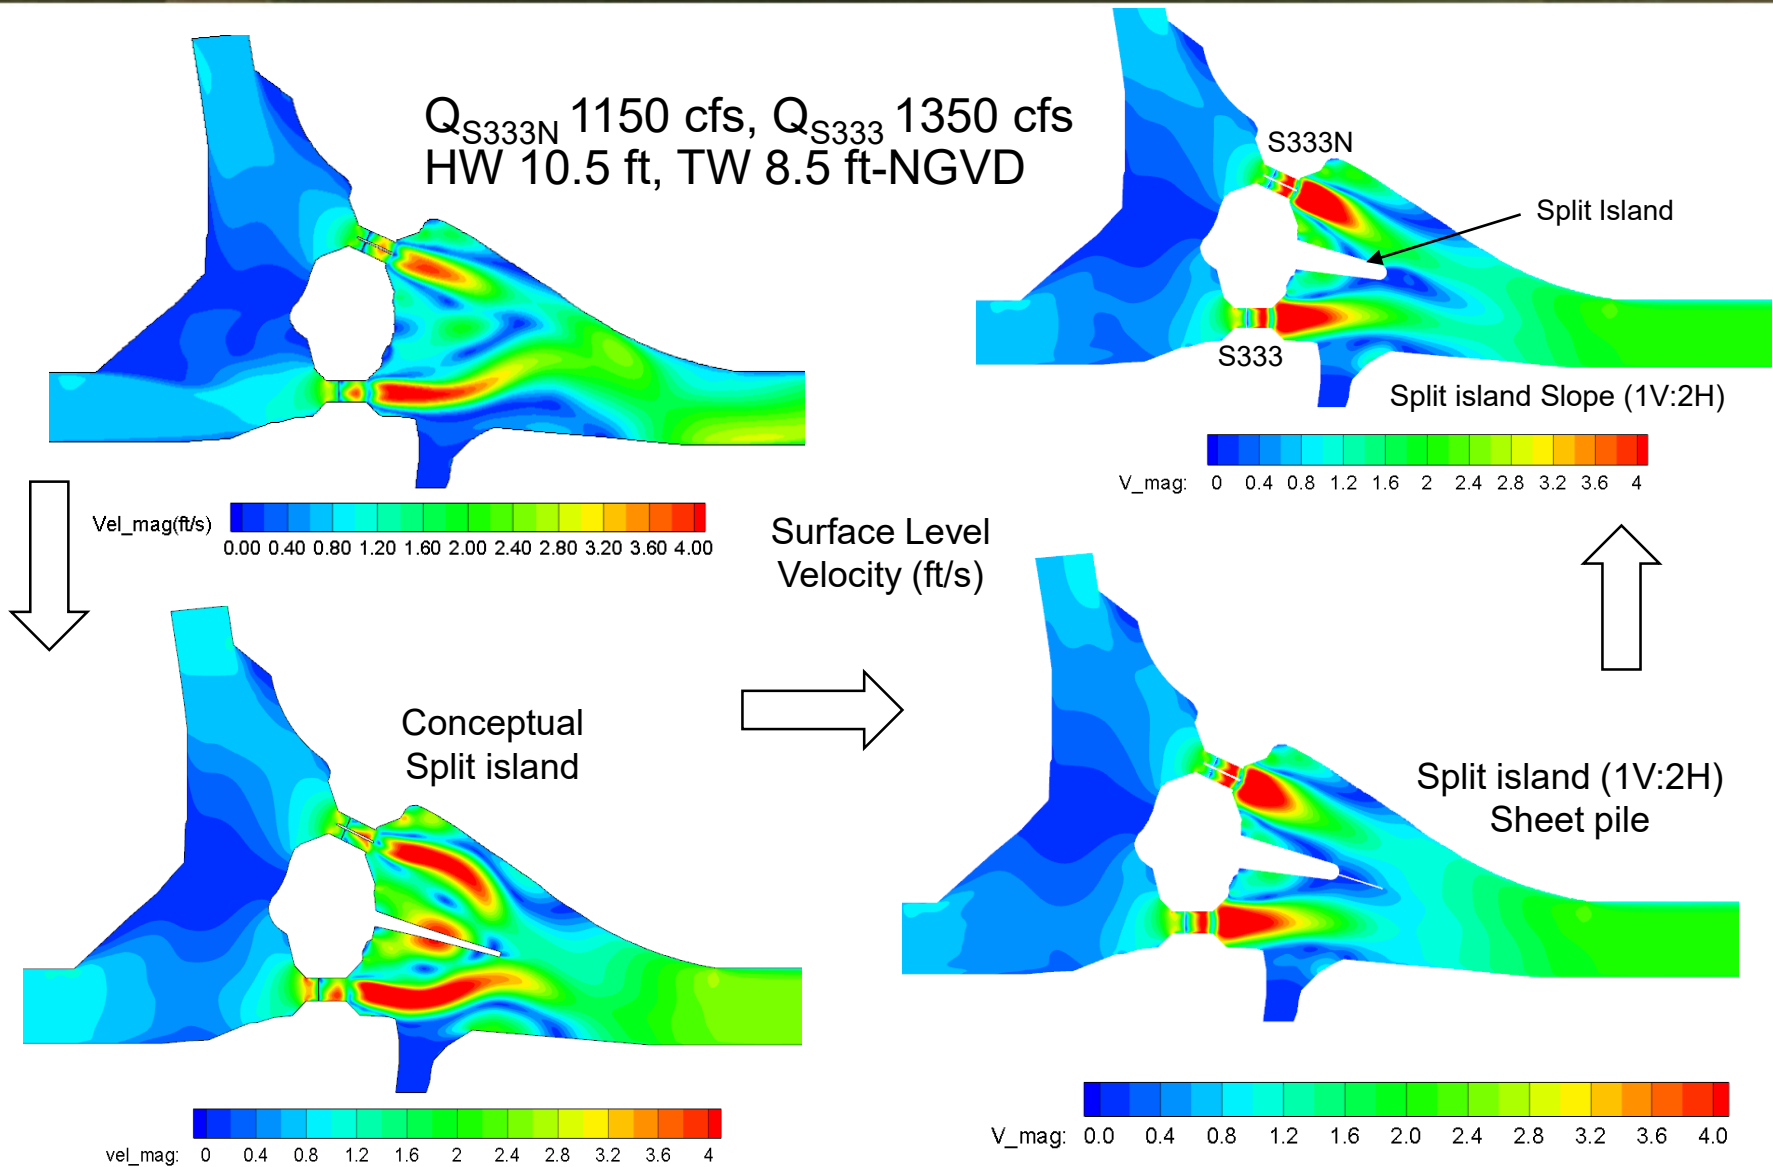 Q_S333N 1150 cfs, Q_S333 1350 cfs
HW 10.5 ft, TW 8.5 ft-NGVD
S333N
Split Island
S333
Split island Slope (1V:2H)
V_mag: 0 0.4 0.8 1.2 1.6 2 2.4 2.8 3.2 3.6 4
Vel_mag(ft/s)
0.00 0.40 0.80 1.20 1.60 2.00 2.40 2.80 3.20 3.60 4.00
Surface Level
Velocity (ft/s)
Conceptual
Split island
Split island (1V:2H)
Sheet pile
vel_mag: 0 0.4 0.8 1.2 1.6 2 2.4 2.8 3.2 3.6 4
V_mag: 0.0 0.4 0.8 1.2 1.6 2.0 2.4 2.8 3.2 3.6 4.0